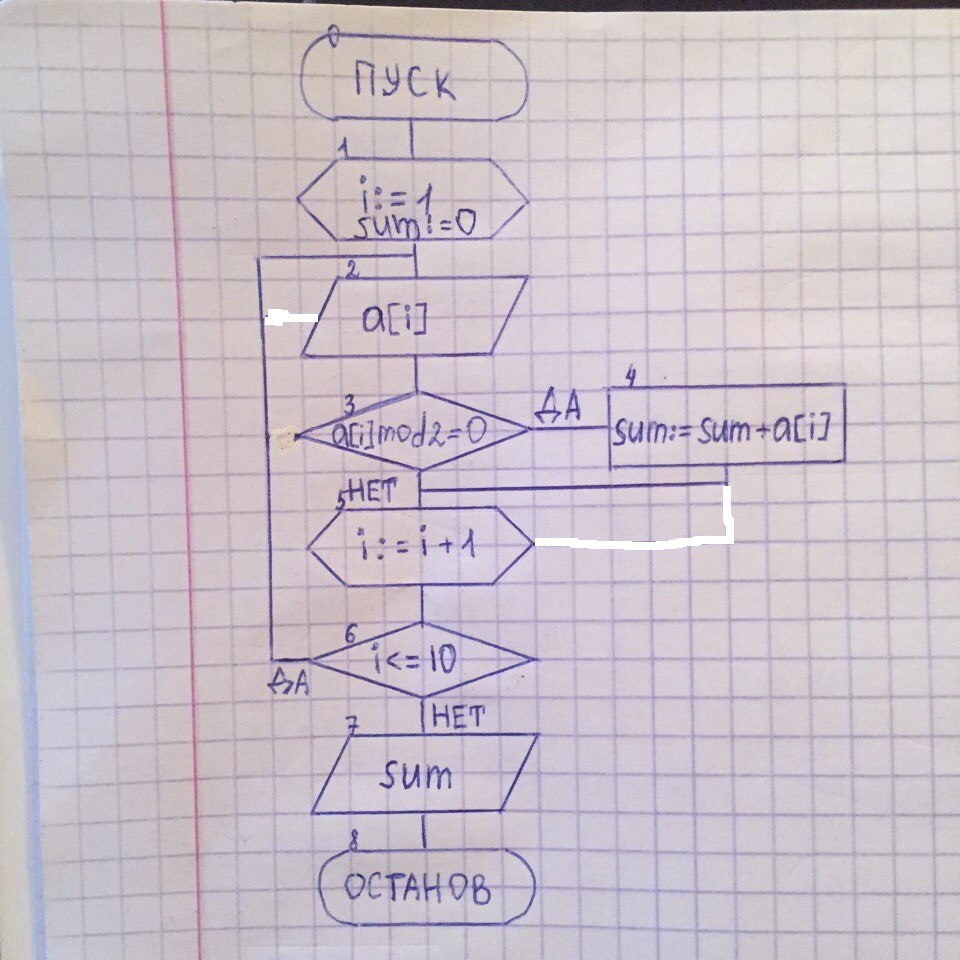 0
ПУСК
1
i:=1
sum:=0
2
a[i]
3
a[i]mod2=0
ДА
4
sum:=sum+a[i]
НЕТ
5
i:=i+1
6
i<=10
ДА
НЕТ
7
sum
8
ОСТАНОВ